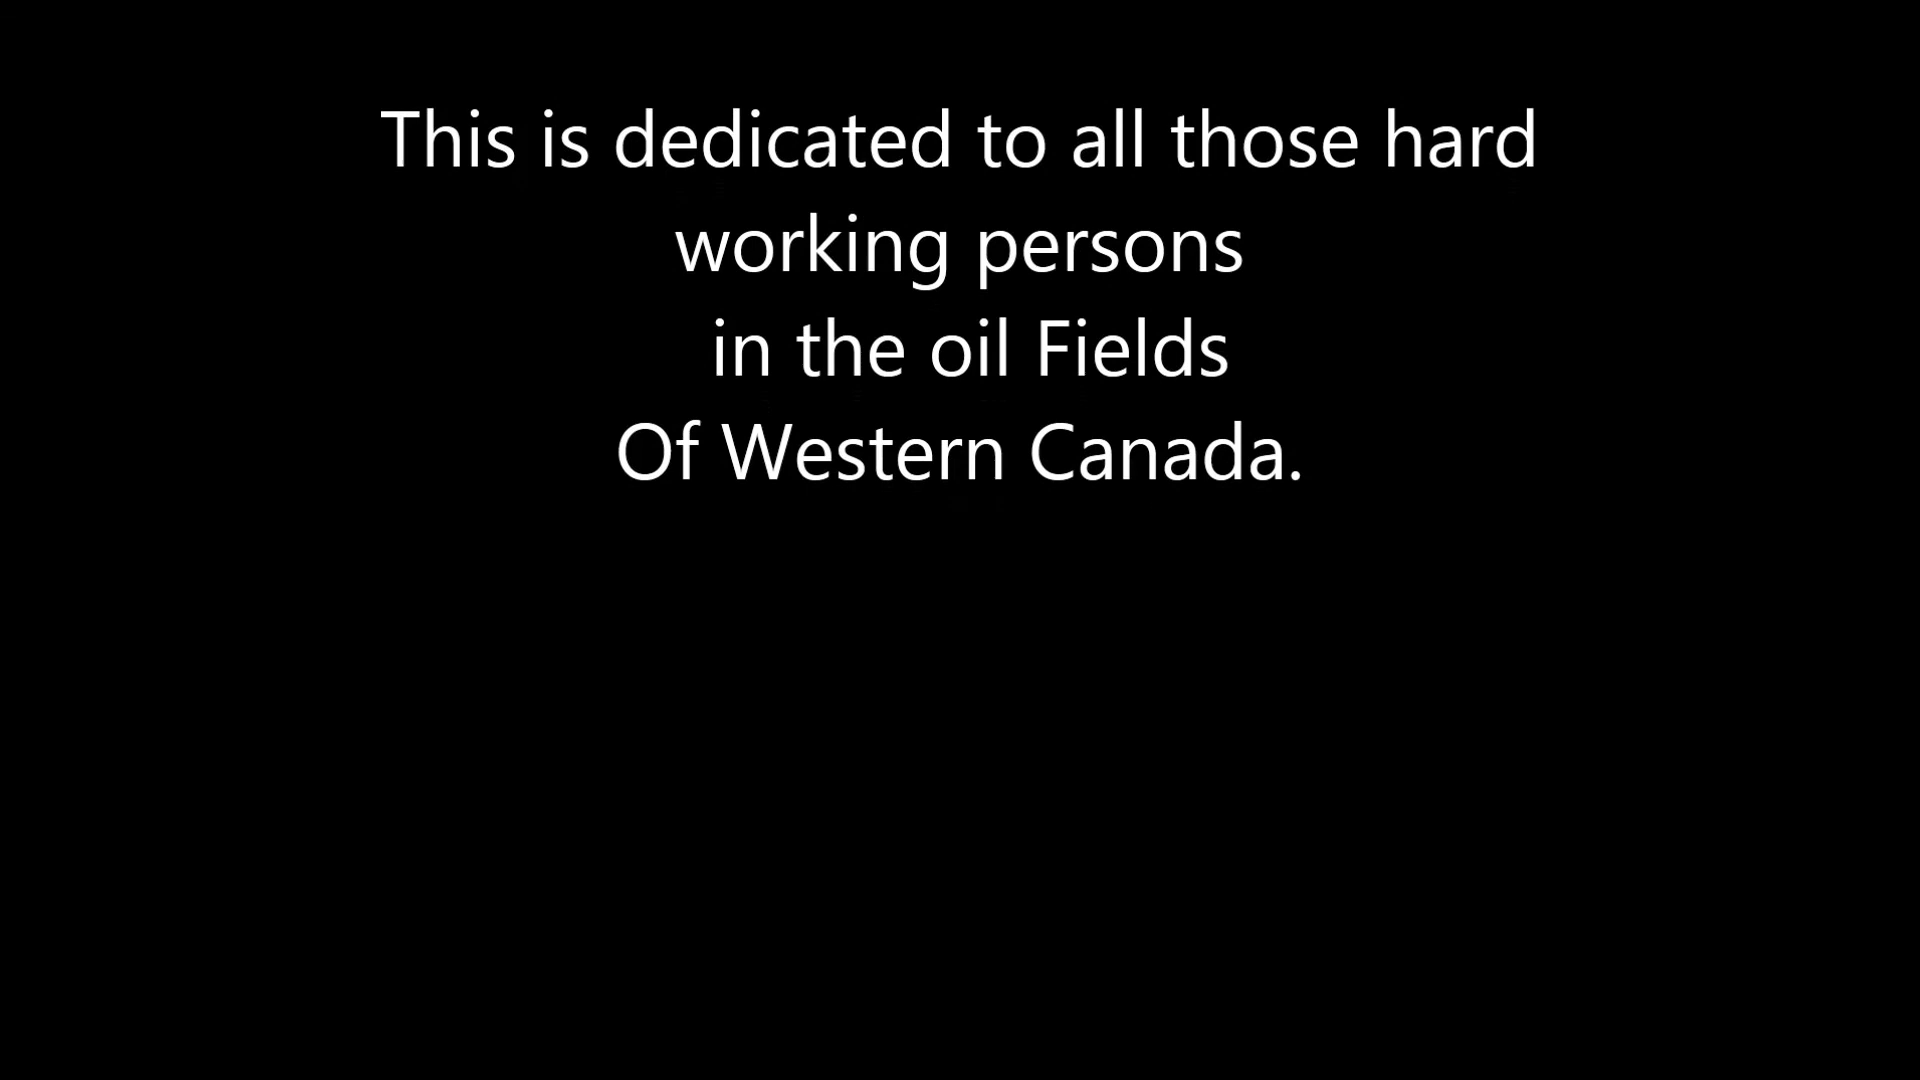 This is dedicated to all those hard
working persons
in the oil Fields
Of Western Canada.